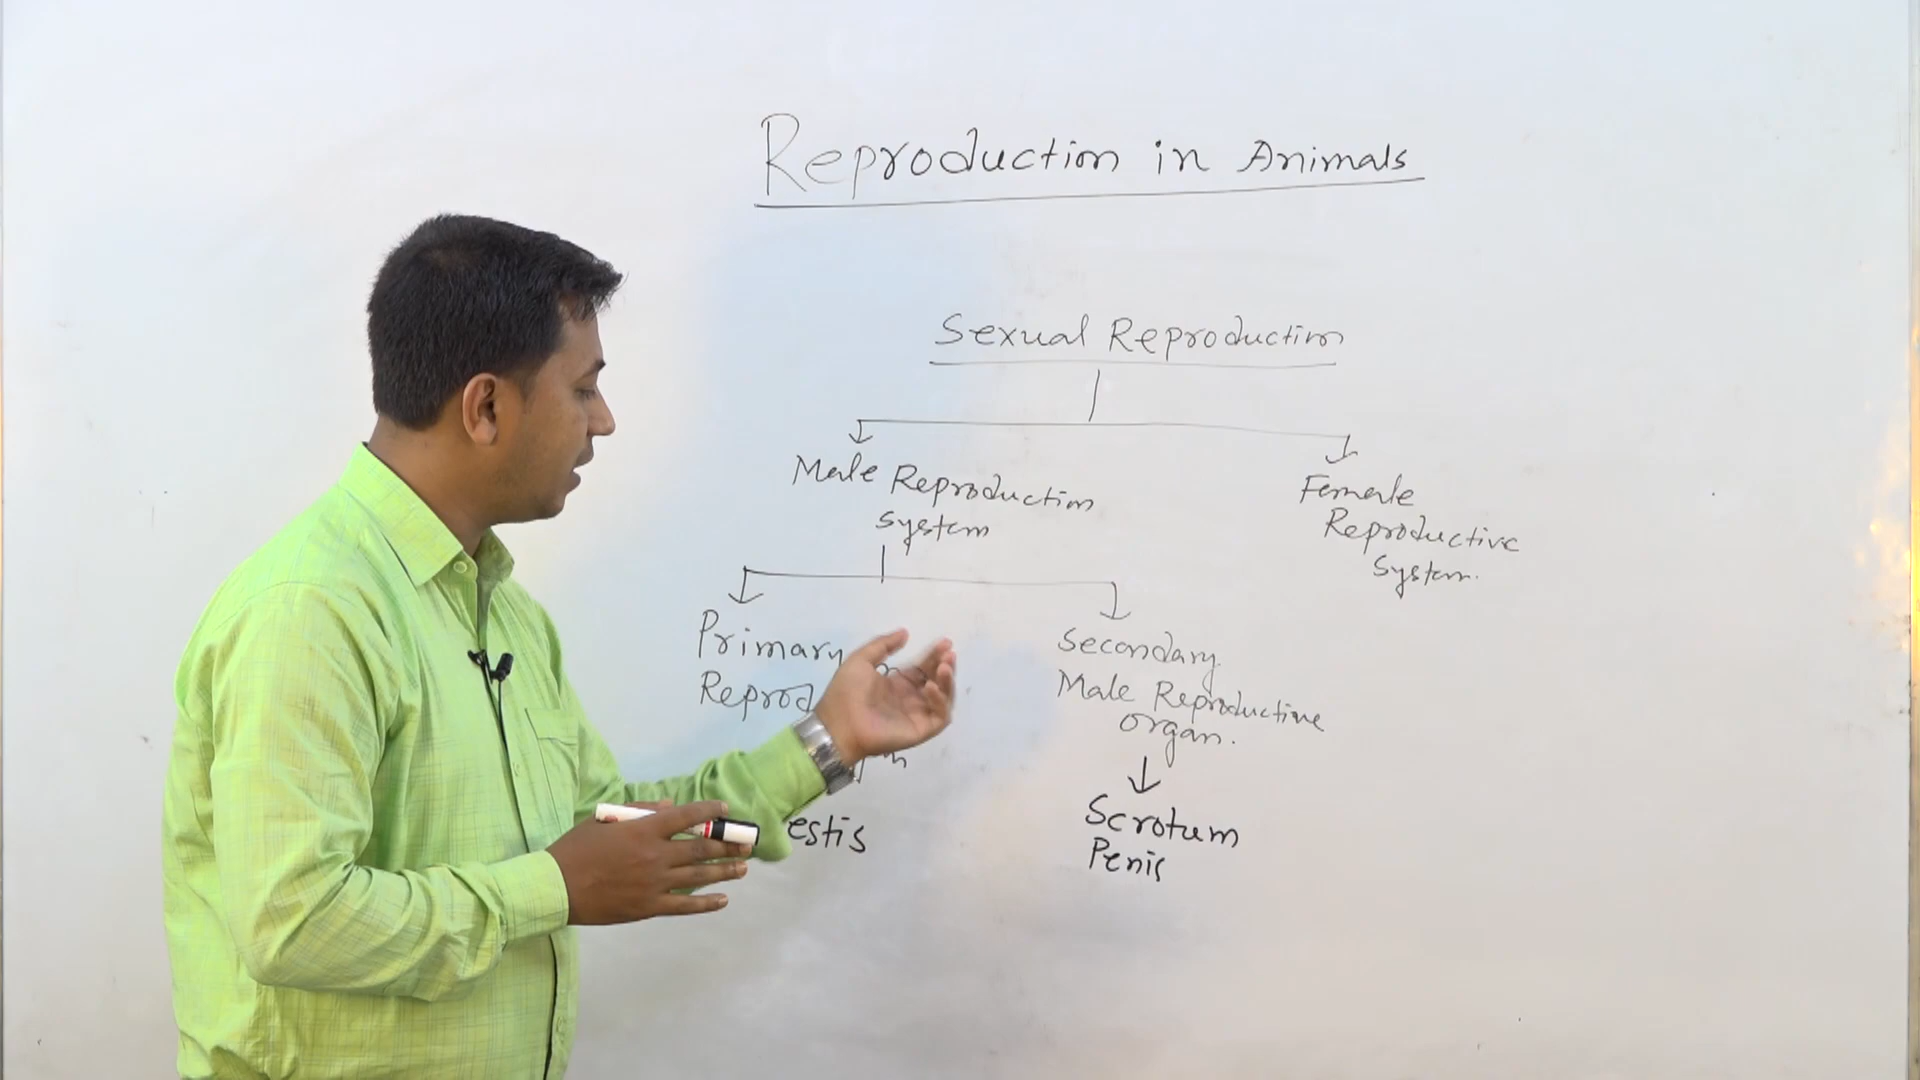 Reproduction in Animals
Sexual Reproduction
Male Reproduction
System
Female
Reproductive
System.
Primary
Reprod
Secondary
Male Reproductive
organ.
estis
Scrotum
Penis